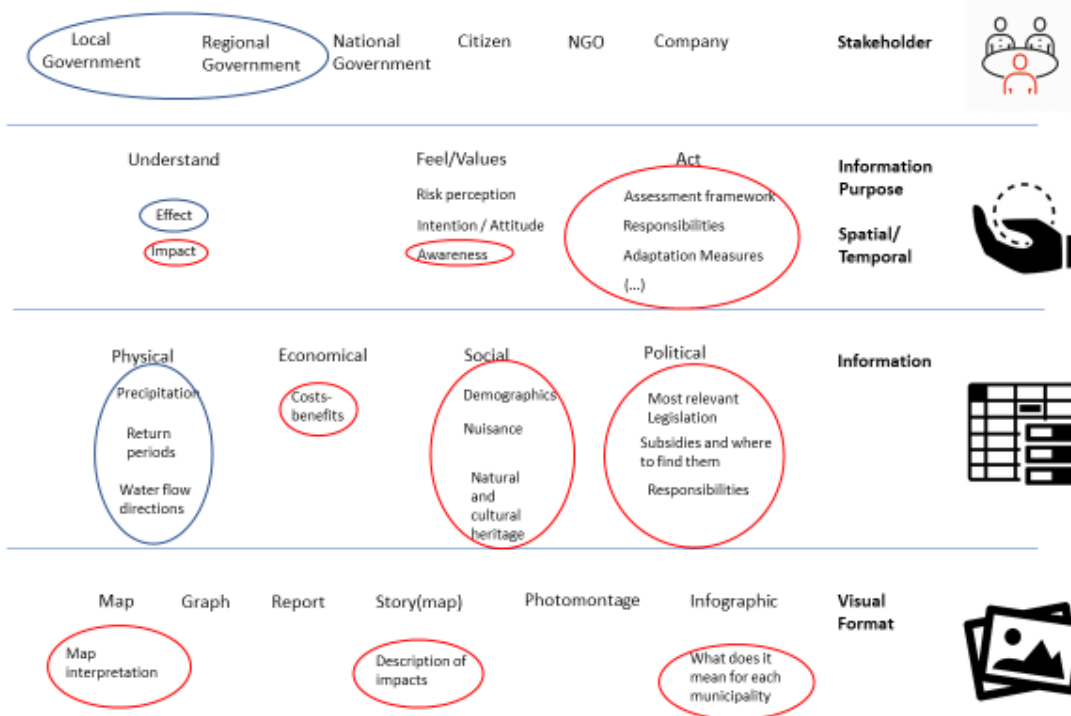 Local Government
Regional Government
National Government
Citizen
NGO
Company
Stakeholder
Understand
Feel/Values
Act
Information Purpose
Spatial/ Temporal
Effect
Impact
Risk perception
Intention / Attitude
Awareness
Assessment framework
Responsibilities
Adaptation Measures
(...)
Physical
Economical
Social
Political
Information
Precipitation
Return
periods
Water flow
directions
Costs-
benefits
Demographics
Nuisance
Natural
and
cultural
heritage
Most relevant
Legislation
Subsidies and where
to find them
Responsibilities
Map
Graph
Report
Story(map)
Photomontage
Infographic
Visual
Format
Map
interpretation
Description of
impacts
What does it
mean for each
municipality